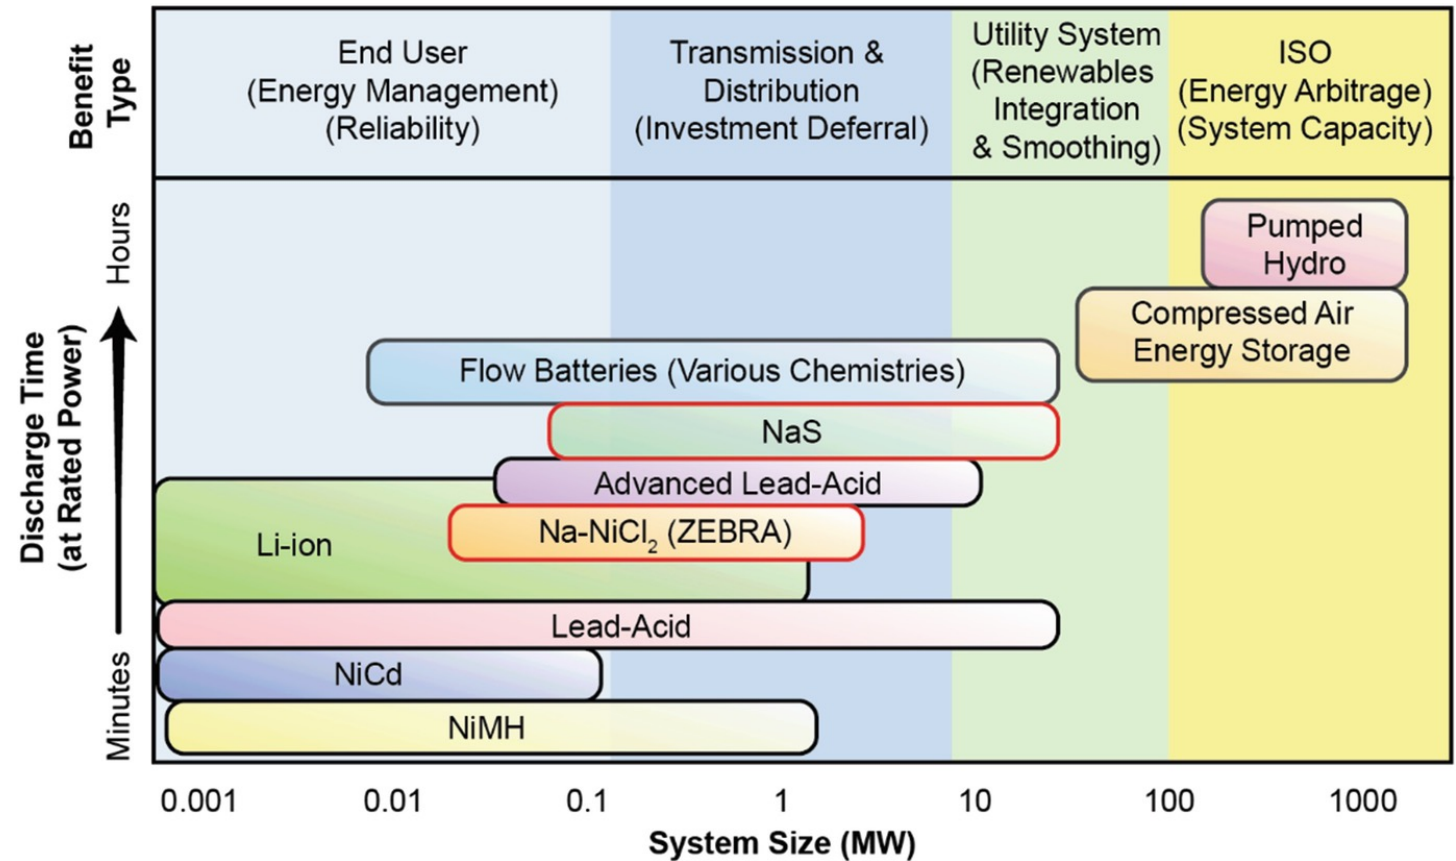 Benefit
Type
End User
(Energy Management)
(Reliability)
Transmission &
Distribution
(Investment Deferral)
Utility System
(Renewables
Integration
& Smoothing)
ISO
(Energy Arbitrage)
(System Capacity)
Discharge Time
(at Rated Power)
Hours
Minutes
Pumped
Hydro
Compressed Air
Energy Storage
Flow Batteries (Various Chemistries)
NaS
Advanced Lead-Acid
Na-NiCl₂ (ZEBRA)
Li-ion
Lead-Acid
NiCd
NiMH
0.001 0.01 0.1 1 10 100 1000
System Size (MW)